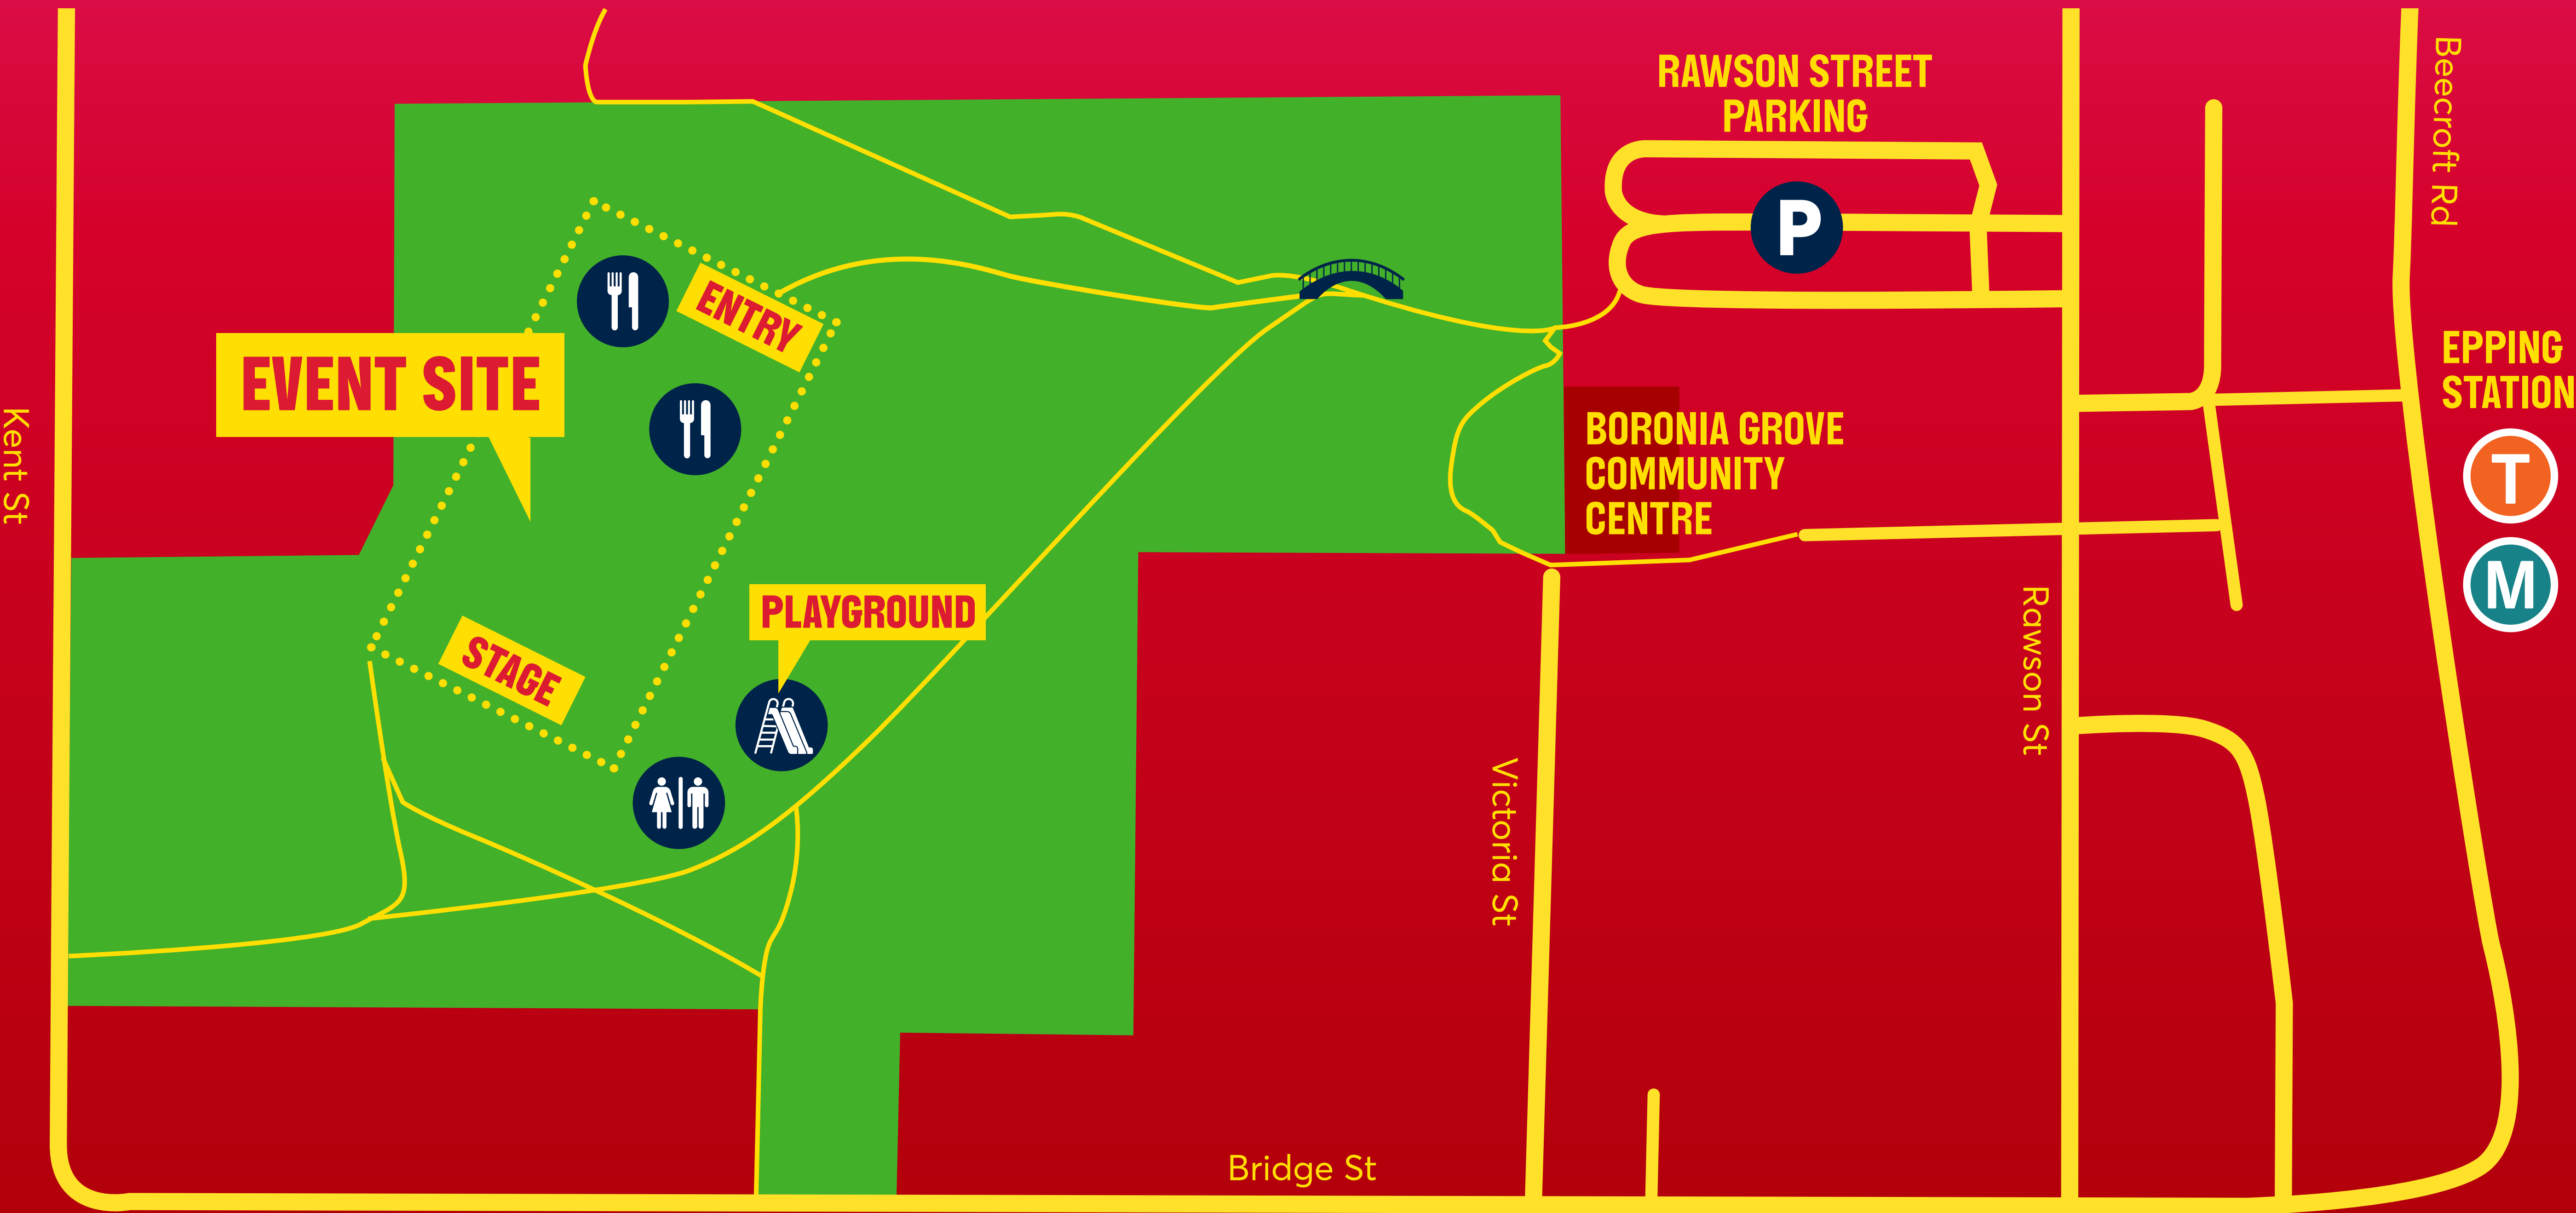 RAWSON STREET
PARKING
P
Beecroft Rd
ENTRY
EPPING
STATION
T
M
EVENT SITE
Kent St
BORONIA GROVE
COMMUNITY
CENTRE
PLAYGROUND
STAGE
Rawson St
Victoria St
Bridge St